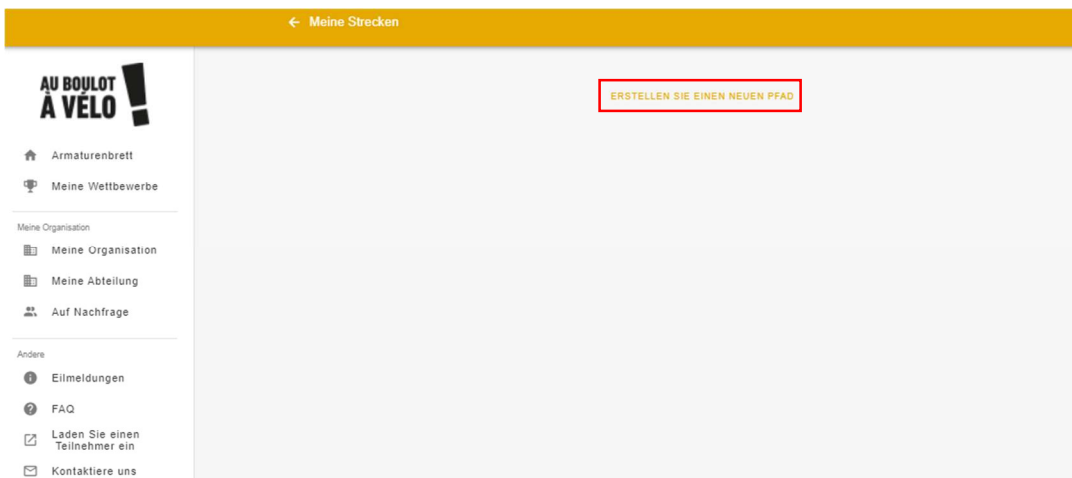 ← Meine Strecken
AU BOULOT
À VÉLO
ERSTELLEN SIE EINEN NEUEN PFAD
Armaturenbrett
Meine Wettbewerbe
Meine Organisation
Meine Organisation
Meine Abteilung
Auf Nachfrage
Andere
Eilmeldungen
FAQ
Laden Sie einen
Teilnehmer ein
Kontaktiere uns